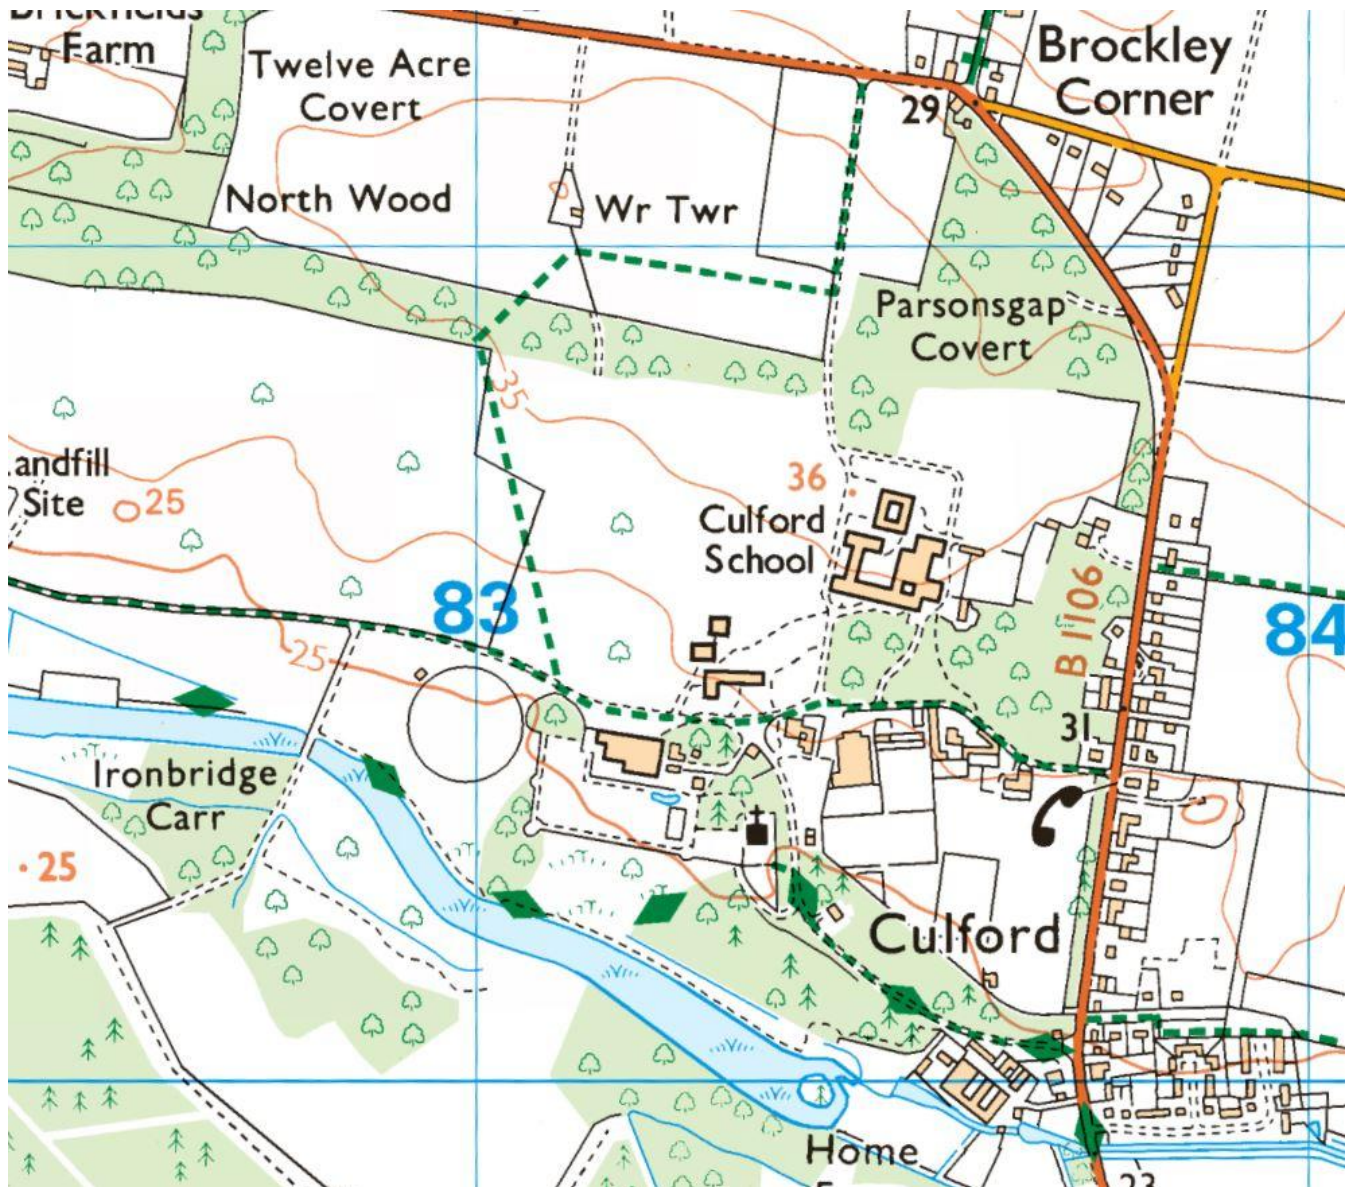 Brickfields
Farm
Twelve Acre
Covert
Brockley
Corner
29
North Wood
Wr Twr
Parsonsgap
Covert
35
andfill
Site
25
36
Culford
School
83
B 1106
84
25
31
Ironbridge
Carr
25
Culford
Home
23